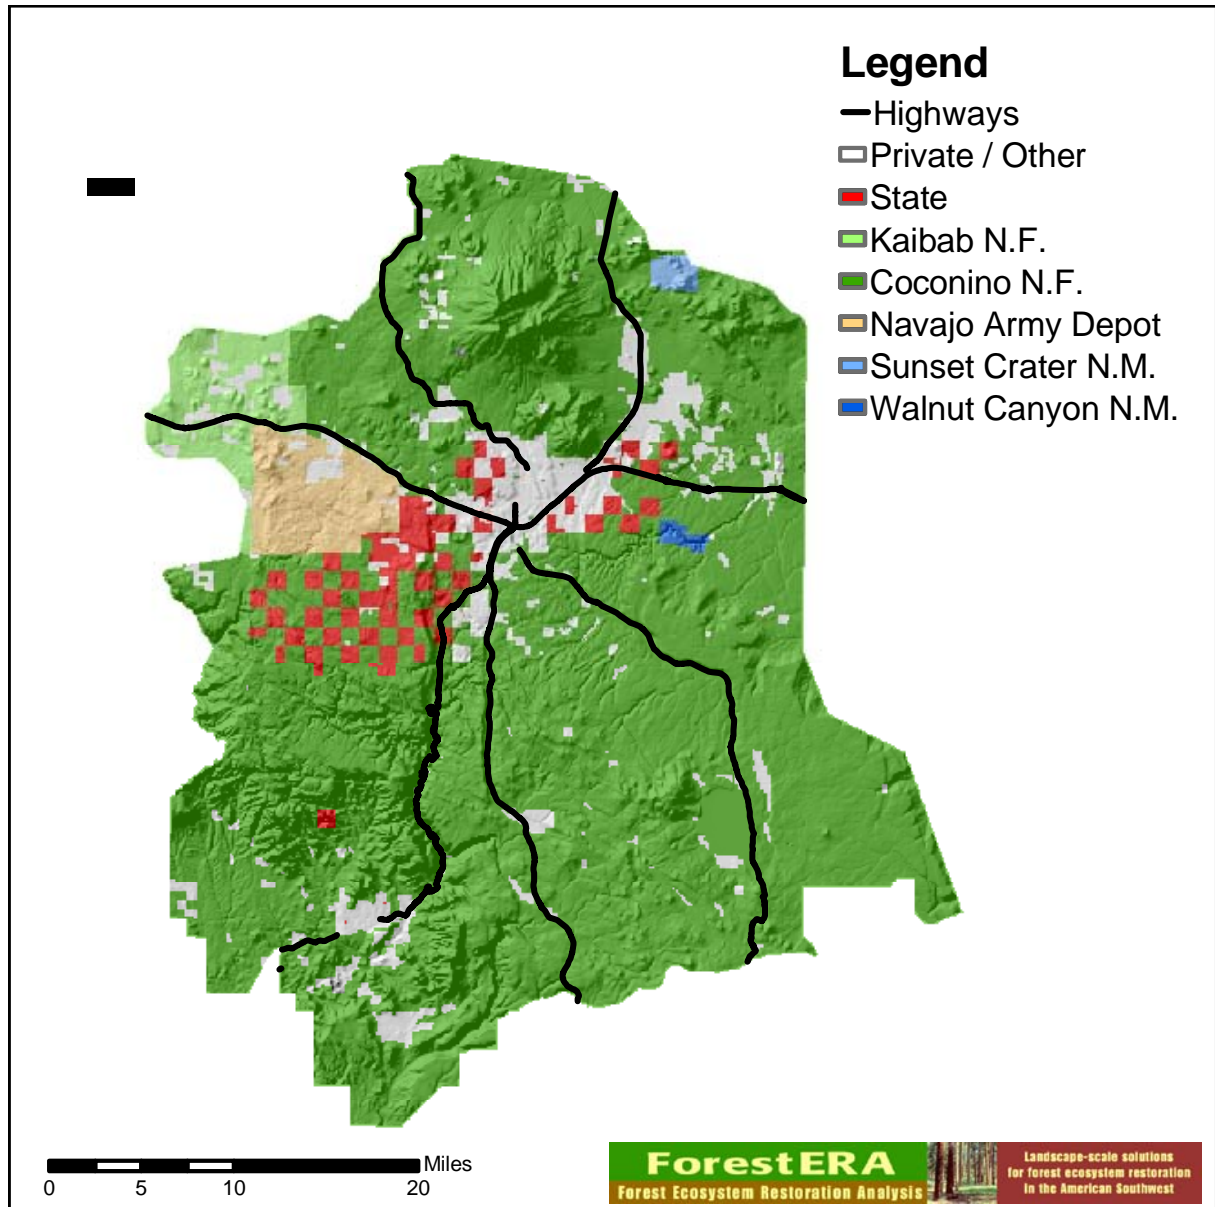 Legend
Highways
Private / Other
State
Kaibab N.F.
Coconino N.F.
Navajo Army Depot
Sunset Crater N.M.
Walnut Canyon N.M.
Miles
0 5 10 20
ForestERA
Forest Ecosystem Restoration Analysis
Landscape-scale solutions
for forest ecosystem restoration
in the American Southwest